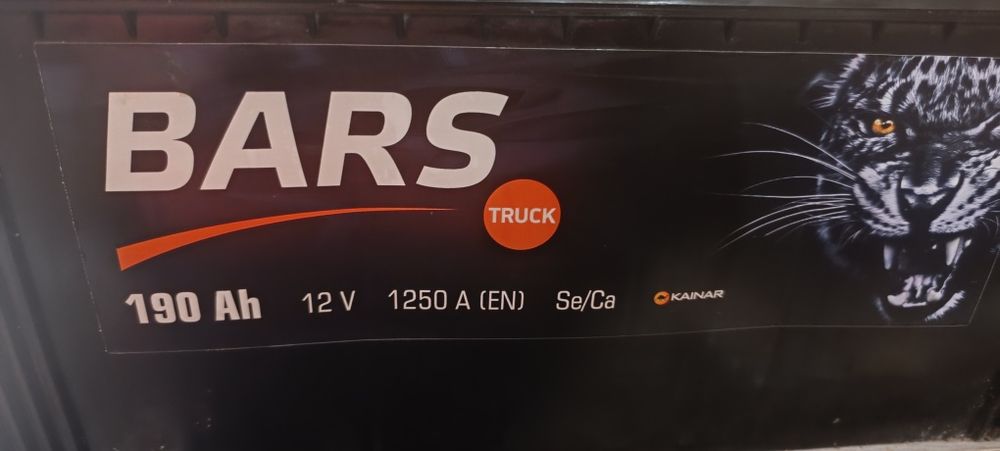 BARS
TRUCK
190 Ah 12 V 1250 A (EN) Se/Ca KAINAR